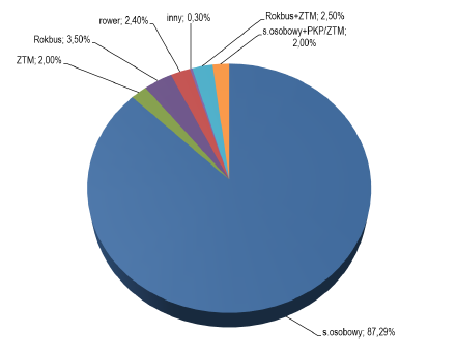 inny; 0,30%
rower; 2,40%
Rokbus+ZTM; 2,50%
s.osobowy+PKP/ZTM;
2,00%
Rokbus; 3,50%
ZTM; 2,00%
s.osobowy; 87,29%